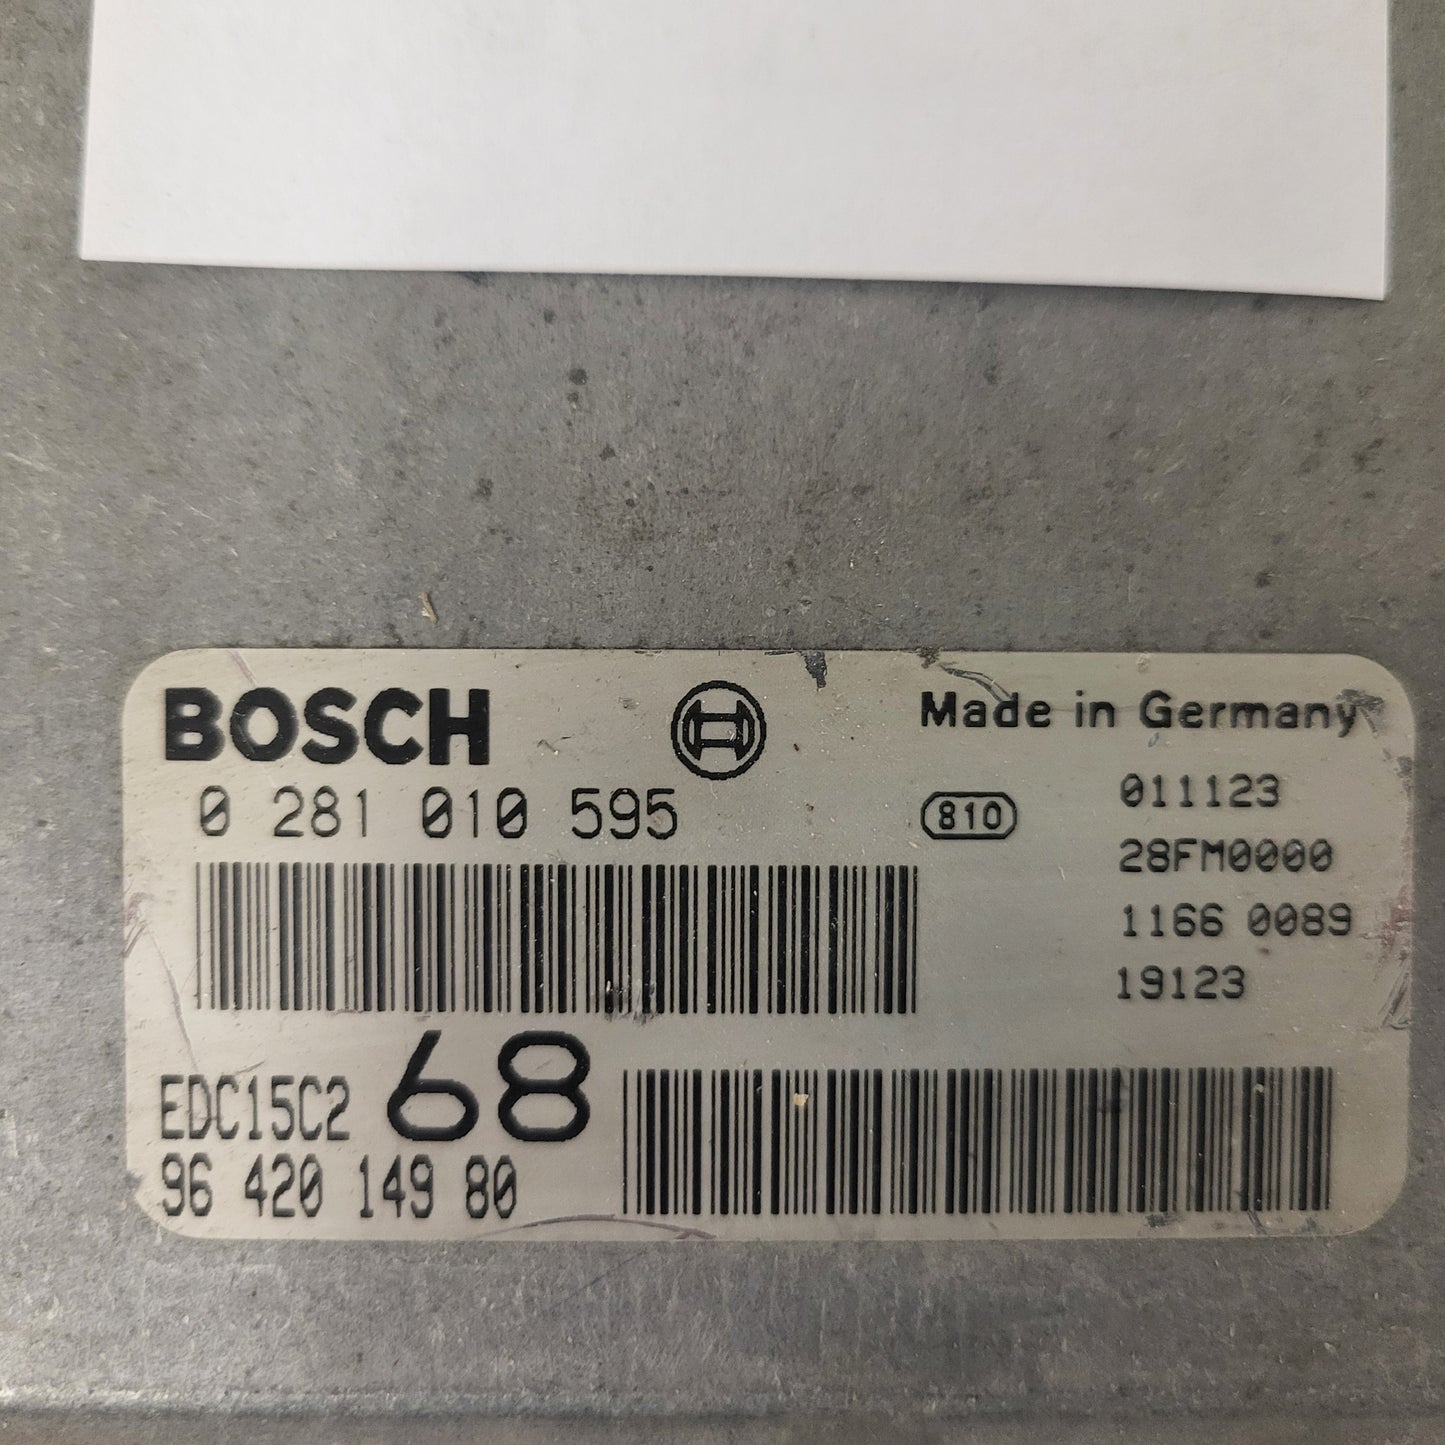 BOSCH
Made in Germany
0 281 010 595
810
011123
28FM0000
1166 0089
19123
EDC15C2 68
96 420 149 80